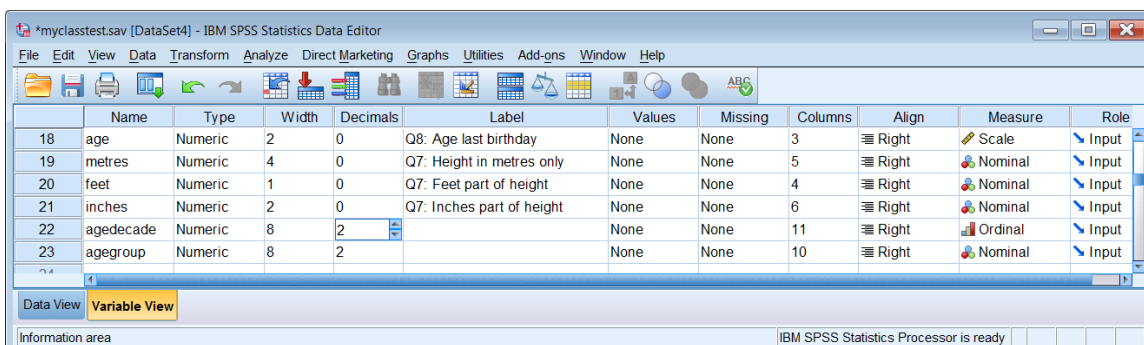 *myclasstest.sav [DataSet4] - IBM SPSS Statistics Data Editor
File Edit View Data Transform Analyze Direct Marketing Graphs Utilities Add-ons Window Help
Name Type Width Decimals Label Values Missing Columns Align Measure Role
18 age Numeric 2 0 Q8: Age last birthday None None 3 Right Scale Input
19 metres Numeric 4 0 Q7: Height in metres only None None 5 Right Nominal Input
20 feet Numeric 1 0 Q7: Feet part of height None None 4 Right Nominal Input
21 inches Numeric 2 0 Q7: Inches part of height None None 6 Right Nominal Input
22 agedecade Numeric 8 2 None None 11 Right Ordinal Input
23 agegroup Numeric 8 2 None None 10 Right Nominal Input
Data View Variable View
Information area IBM SPSS Statistics Processor is ready